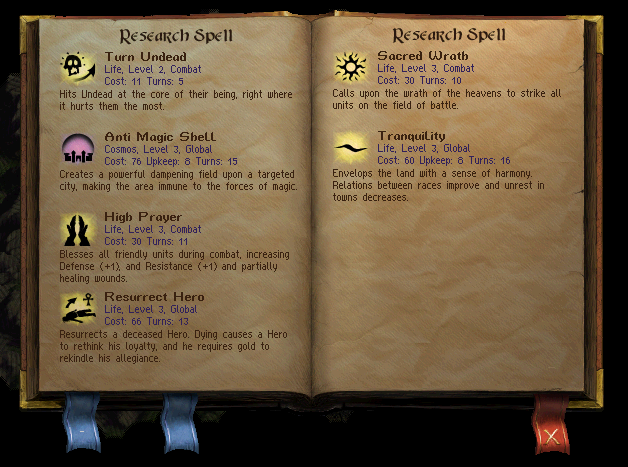 Research Spell
Turn Undead
Life, Level 2, Combat
Cost: 11 Turns: 5
Hits Undead at the core of their being, right where
it hurts them the most.
Anti Magic Shell
Cosmos, Level 3, Global
Cost: 76 Upkeep: 8 Turns: 15
Creates a powerful dampening field upon a targeted
city, making the area immune to the forces of magic.
High Prayer
Life, Level 3, Combat
Cost: 30 Turns: 11
Blesses all friendly units during combat, increasing
Defense (+1), and Resistance (+1) and partially
healing wounds.
Resurrect Hero
Life, Level 3, Global
Cost: 66 Turns: 13
Resurrects a deceased Hero. Dying causes a Hero
to rethink his loyalty, and he requires gold to
rekindle his allegiance.
Research Spell
Sacred Wrath
Life, Level 3, Combat
Cost: 30 Turns: 10
Calls upon the wrath of the heavens to strike all
units on the field of battle.
Tranquility
Life, Level 3, Global
Cost: 60 Upkeep: 8 Turns: 16
Envelops the land with a sense of harmony.
Relations between races improve and unrest in
towns decreases.